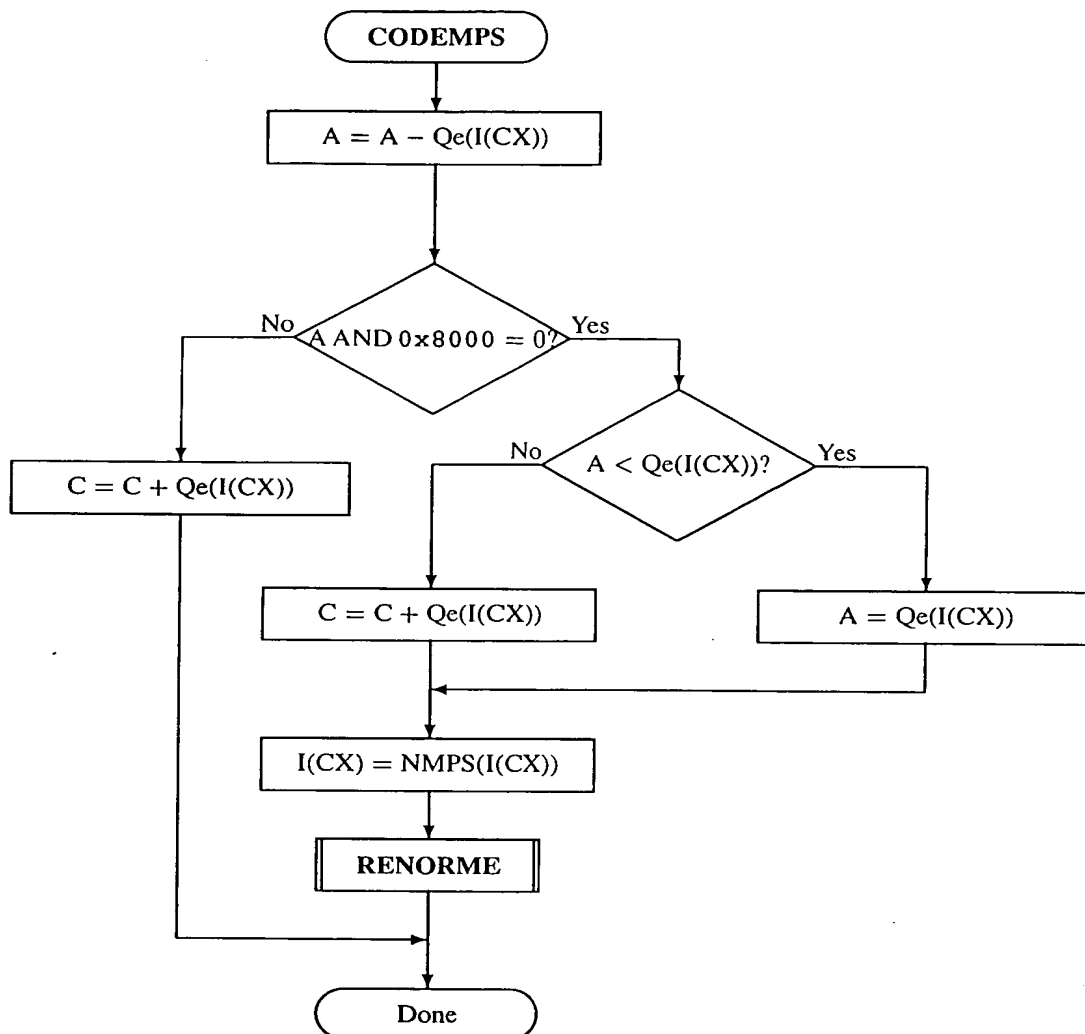 CODEMPS
A = A − Qe(I(CX))
A AND 0x8000 = 0?
No
Yes
A < Qe(I(CX))?
No
Yes
C = C + Qe(I(CX))
C = C + Qe(I(CX))
A = Qe(I(CX))
I(CX) = NMPS(I(CX))
RENORME
Done